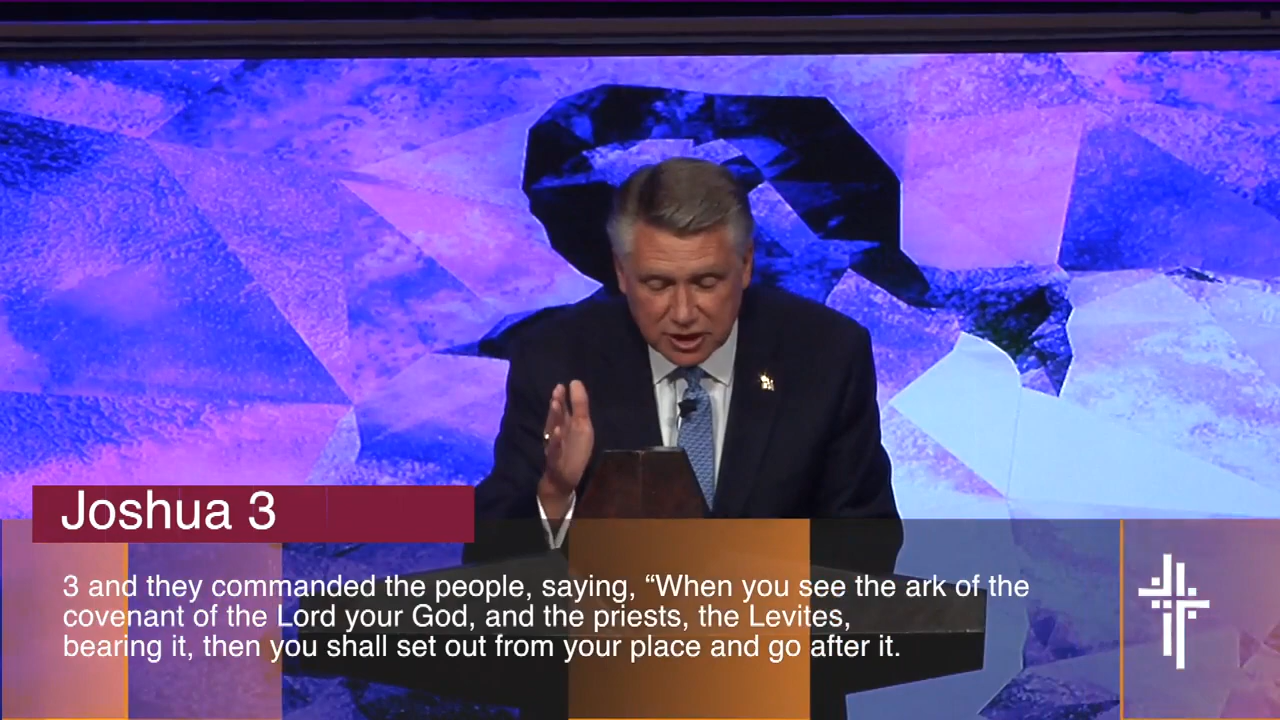 Joshua 3
3 and they commanded the people, saying, “When you see the ark of the
covenant of the Lord your God, and the priests, the Levites,
bearing it, then you shall set out from your place and go after it.